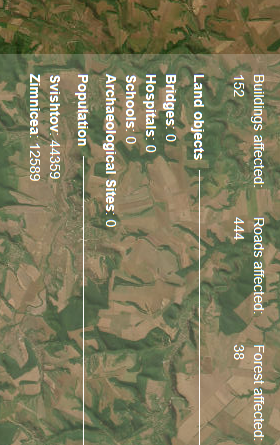 Buildings affected: Roads affected: Forest affected:
152 444 38
Land objects
Bridges: 0
Hospitals: 0
Schools: 0
Archaeological Sites: 0
Population
Svishtov: 44359
Zimnicea: 12589